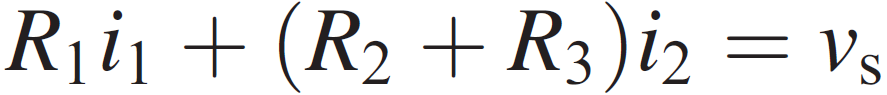 R₁i₁ + (R₂ + R₃)i₂ = vₛ